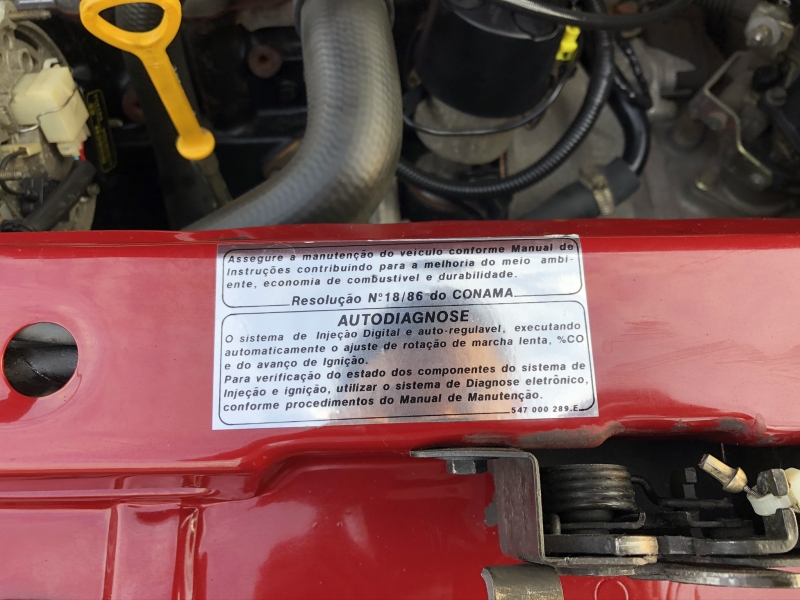 Assegure a manutenção do veículo conforme Manual de
Instruções contribuindo para a melhoria do meio ambi-
ente, economia de combustível e durabilidade.
Resolução Nº18/86 do CONAMA
AUTODIAGNOSE
O sistema de Injeção Digital e auto-regulavel, executando
automaticamente o ajuste de rotação de marcha lenta, %CO
e do avanço de Ignição.
Para verificação do estado dos componentes do sistema de
Injeção e ignição, utilizar o sistema de Diagnose eletrônico,
conforme procedimentos do Manual de Manutenção.
547 000 289.E